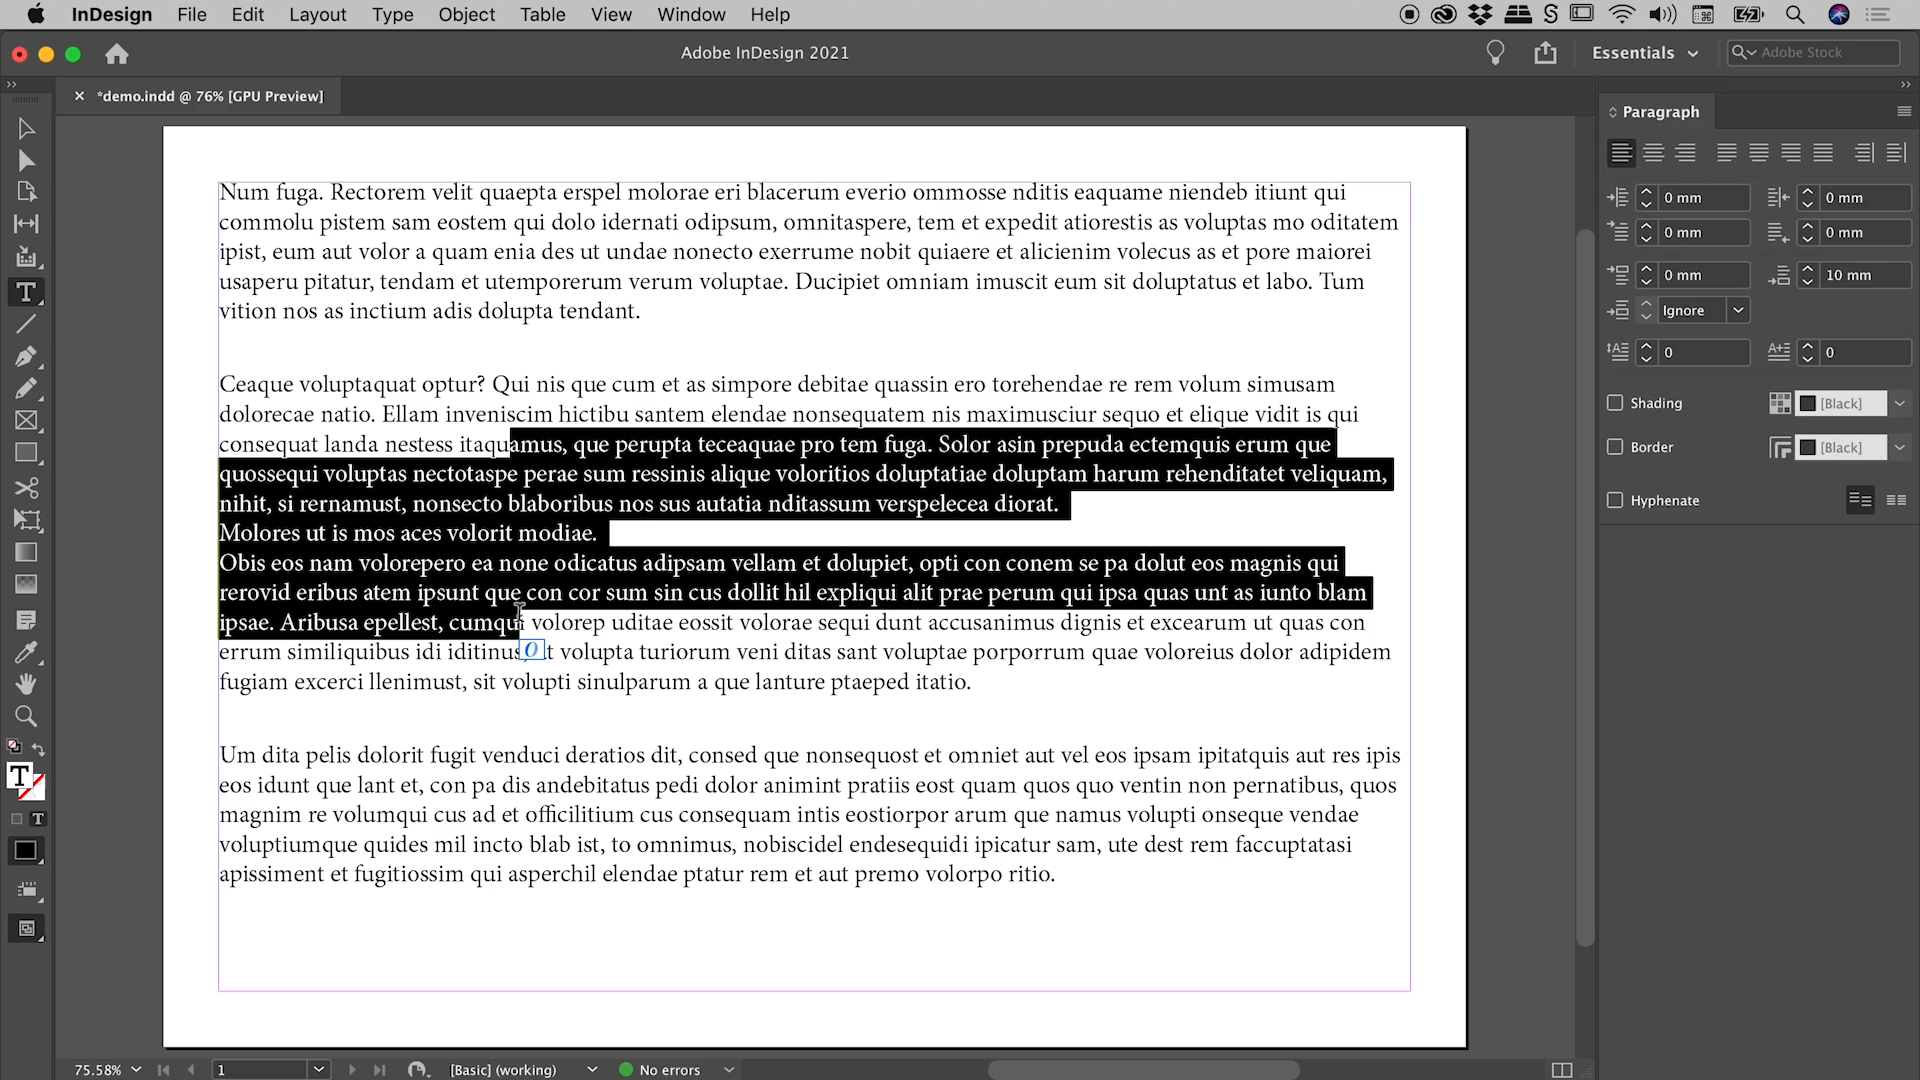 InDesign File Edit Layout Type Object Table View Window Help
Adobe InDesign 2021
Essentials
Adobe Stock
*demo.indd @ 76% [GPU Preview]
Num fuga. Rectorem velit quaepta erspel molorae eri blacerum everio ommosse nditis eaquame niendeb itiunt qui
commolu pistem sam eostem qui dolo idernati odipsum, omnitaspere, tem et expedit atiorestis as voluptas mo oditatem
ipist, eum aut volor a quam enia des ut undae nonecto exerrume nobit quiaere et alicienim volecus as et pore maiorei
usaperu pitatur, tendam et utemporerum verum voluptae. Ducipiet omniam imuscit eum sit doluptatus et labo. Tum
vition nos as inctium adis dolupta tendant.
Ceaque voluptaquat optur? Qui nis que cum et as simpore debitae quassin ero torehendae re rem volum simusam
dolorecae natio. Ellam inveniscim hictibu santem elendae nonsequatem nis maximusciur sequo et elique vidit is qui
consequat landa nestess itaquamus, que perupta teceaquae pro tem fuga. Solor asin prepuda ectemquis erum que
quossequi voluptas nectotaspe perae sum ressinis alique voloritios doluptatiae doluptam harum rehenditatet veliquam,
nihit, si rernamust, nonsecto blaboribus nos sus autatia nditassum verspelecea diorat.
Molores ut is mos aces volorit modiae.
Obis eos nam volorepero ea none odicatus adipsam vellam et dolupiet, opti con conem se pa dolut eos magnis qui
rerovid eribus atem ipsunt que con cor sum sin cus dollit hil expliqui alit prae perum qui ipsa quas unt as iunto blam
ipsae. Aribusa epellest, cumqui volorep uditae eossit volorae sequi dunt accusanimus dignis et excearum ut quas con
errum similiquibus idi iditinus, t volupta turiorum veni ditas sant voluptae porporrum quae voloreius dolor adipidem
fugiam excerci llenimust, sit volupti sinulparum a que lanture ptaeped itatio.
Um dita pelis dolorit fugit venduci deratios dit, consed que nonsequost et omniet aut vel eos ipsam ipitatquis aut res ipis
eos idunt que lant et, con pa dis andebitatus pedi dolor animint pratiis eost quam quos quo ventin non pernatibus, quos
magnim re volumqui cus ad et officilitium cus consequam intis eostiorpor arum que namus volupti onseque vendae
voluptiumque quides mil incto blab ist, to omnimus, nobiscidel endesequidi ipicatur sam, ute dest rem faccuptatasi
apissiment et fugitiossim qui asperchil elendae ptatur rem et aut premo volorpo ritio.
Paragraph
0 mm 0 mm
0 mm 0 mm
0 mm 10 mm
Ignore
0 0
Shading [Black]
Border [Black]
Hyphenate
75.58% 1 [Basic] (working) No errors